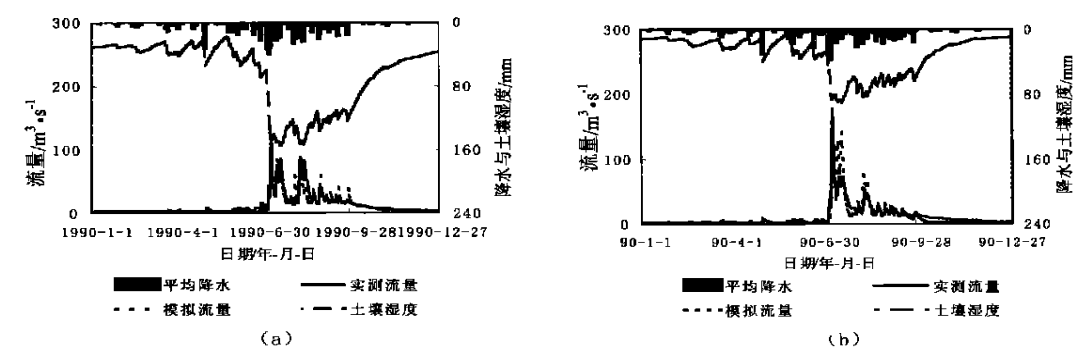 300
250
200
150
100
50
0
流量/m³•s⁻¹
0
80
160
240
降水与土壤湿度/mm
1990-1-1 1990-4-1 1990-6-30 1990-9-28 1990-12-27
日期/年-月-日
平均降水 实测流量
模拟流量 土壤湿度
(a)
300
200
100
0
流量/m³•s⁻¹
0
80
160
240
降水与土壤湿度/mm
90-1-1 90-4-1 90-6-30 90-9-28 90-12-27
日期/年-月-日
平均降水 实测流量
模拟流量 土壤湿度
(b)